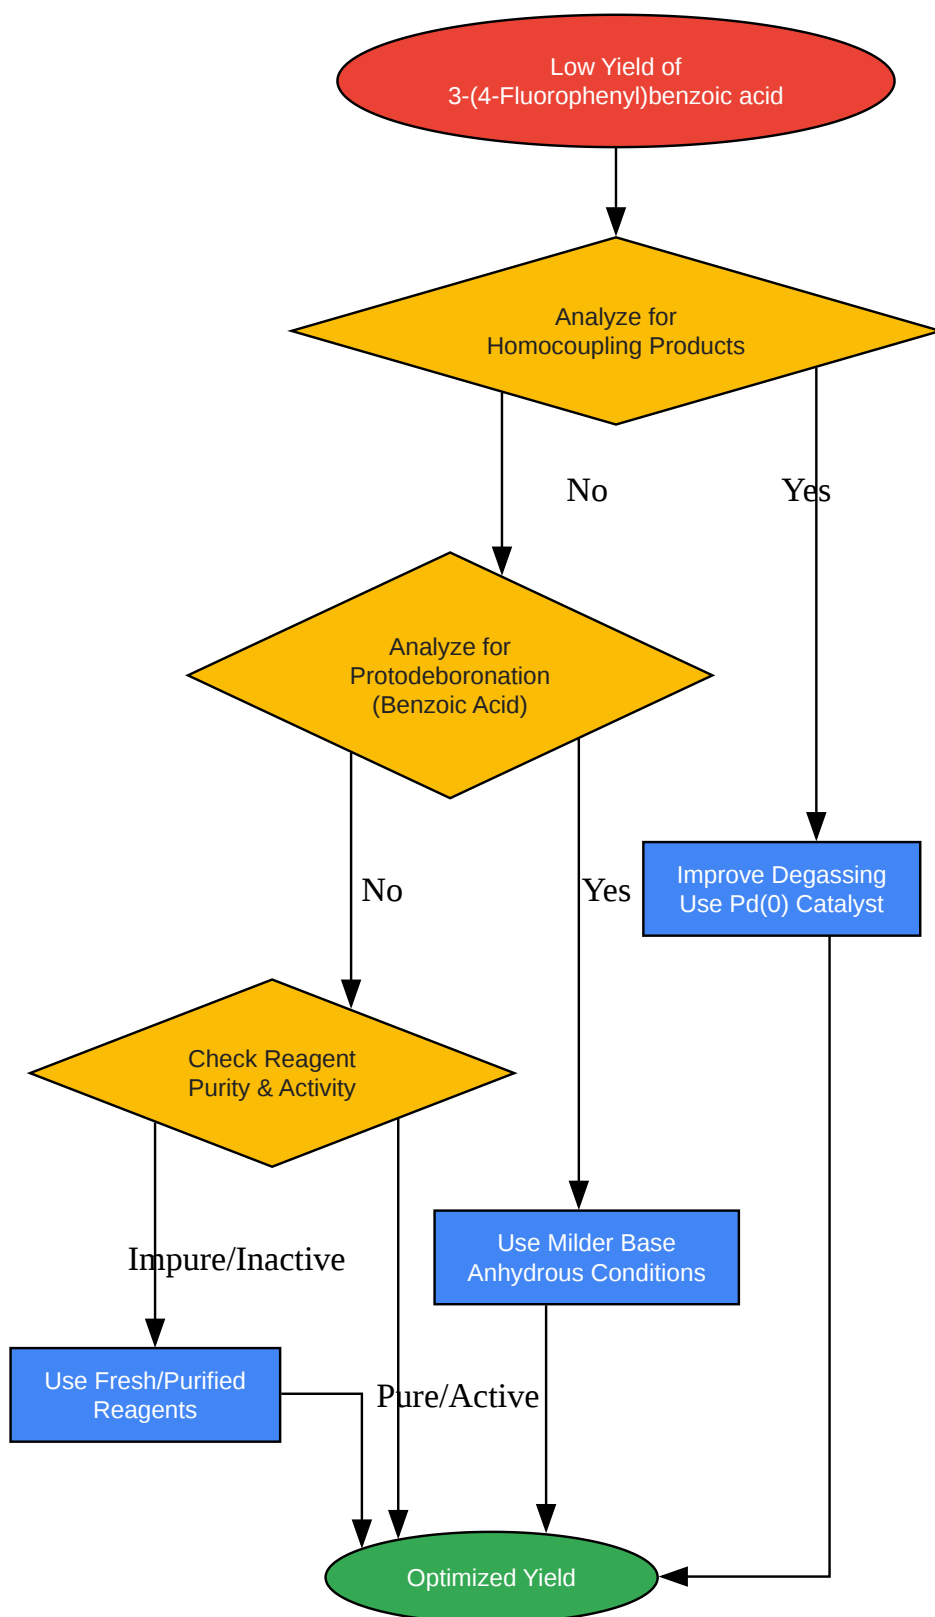 Low Yield of
3-(4-Fluorophenyl)benzoic acid
Analyze for
Homocoupling Products
No
Yes
Analyze for
Protodeboronation
(Benzoic Acid)
Improve Degassing
Use Pd(0) Catalyst
No
Yes
Check Reagent
Purity & Activity
Use Milder Base
Anhydrous Conditions
Impure/Inactive
Use Fresh/Purified
Reagents
Pure/Active
Optimized Yield